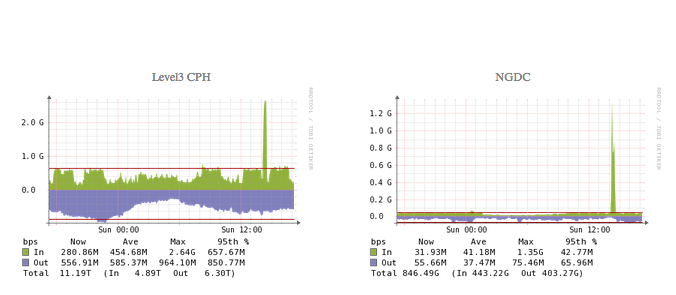 Level3 CPH
2.0 G
1.0 G
0.0
Sun 00:00 Sun 12:00
bps Now Ave Max 95th %
In 280.86M 454.68M 2.64G 657.67M
Out 556.91M 585.37M 964.10M 850.77M
Total 11.19T (In 4.89T Out 6.30T)
RRDTOOL / TOBI OETIKER
NGDC
1.2 G
1.0 G
0.8 G
0.6 G
0.4 G
0.2 G
0.0
Sun 00:00 Sun 12:00
bps Now Ave Max 95th %
In 31.93M 41.18M 1.35G 42.77M
Out 55.66M 37.47M 75.46M 65.96M
Total 846.49G (In 443.22G Out 403.27G)
RRDTOOL / TOBI OETIKER